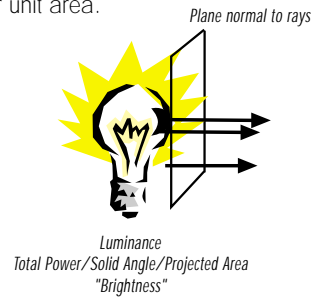 unit area.
Plane normal to rays
Luminance
Total Power/Solid Angle/Projected Area
"Brightness"